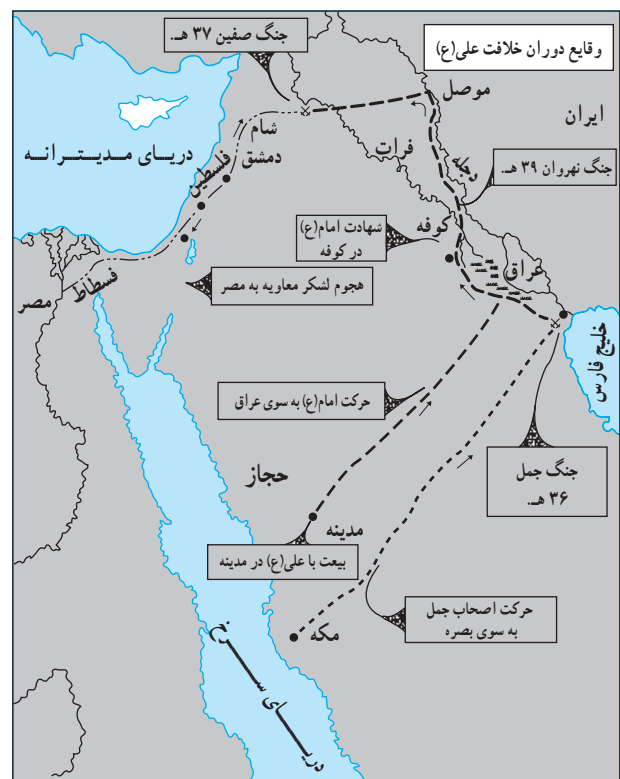 وقایع دوران خلافت علی(ع)
جنگ صفین ۳۷ هـ.
موصل
ایران
شام
دمشق
فلسطین
دریای مدیترانه
فرات
دجله
جنگ نهروان ۳۹ هـ.
کوفه
شهادت امام(ع)
در کوفه
عراق
هجوم لشکر معاویه به مصر
فسطاط
مصر
خلیج فارس
حرکت امام(ع) به سوی عراق
جنگ جمل
۳۶ هـ.
حجاز
مدینه
بیعت با علی(ع) در مدینه
حرکت اصحاب جمل
به سوی بصره
مکه
دریای سرخ